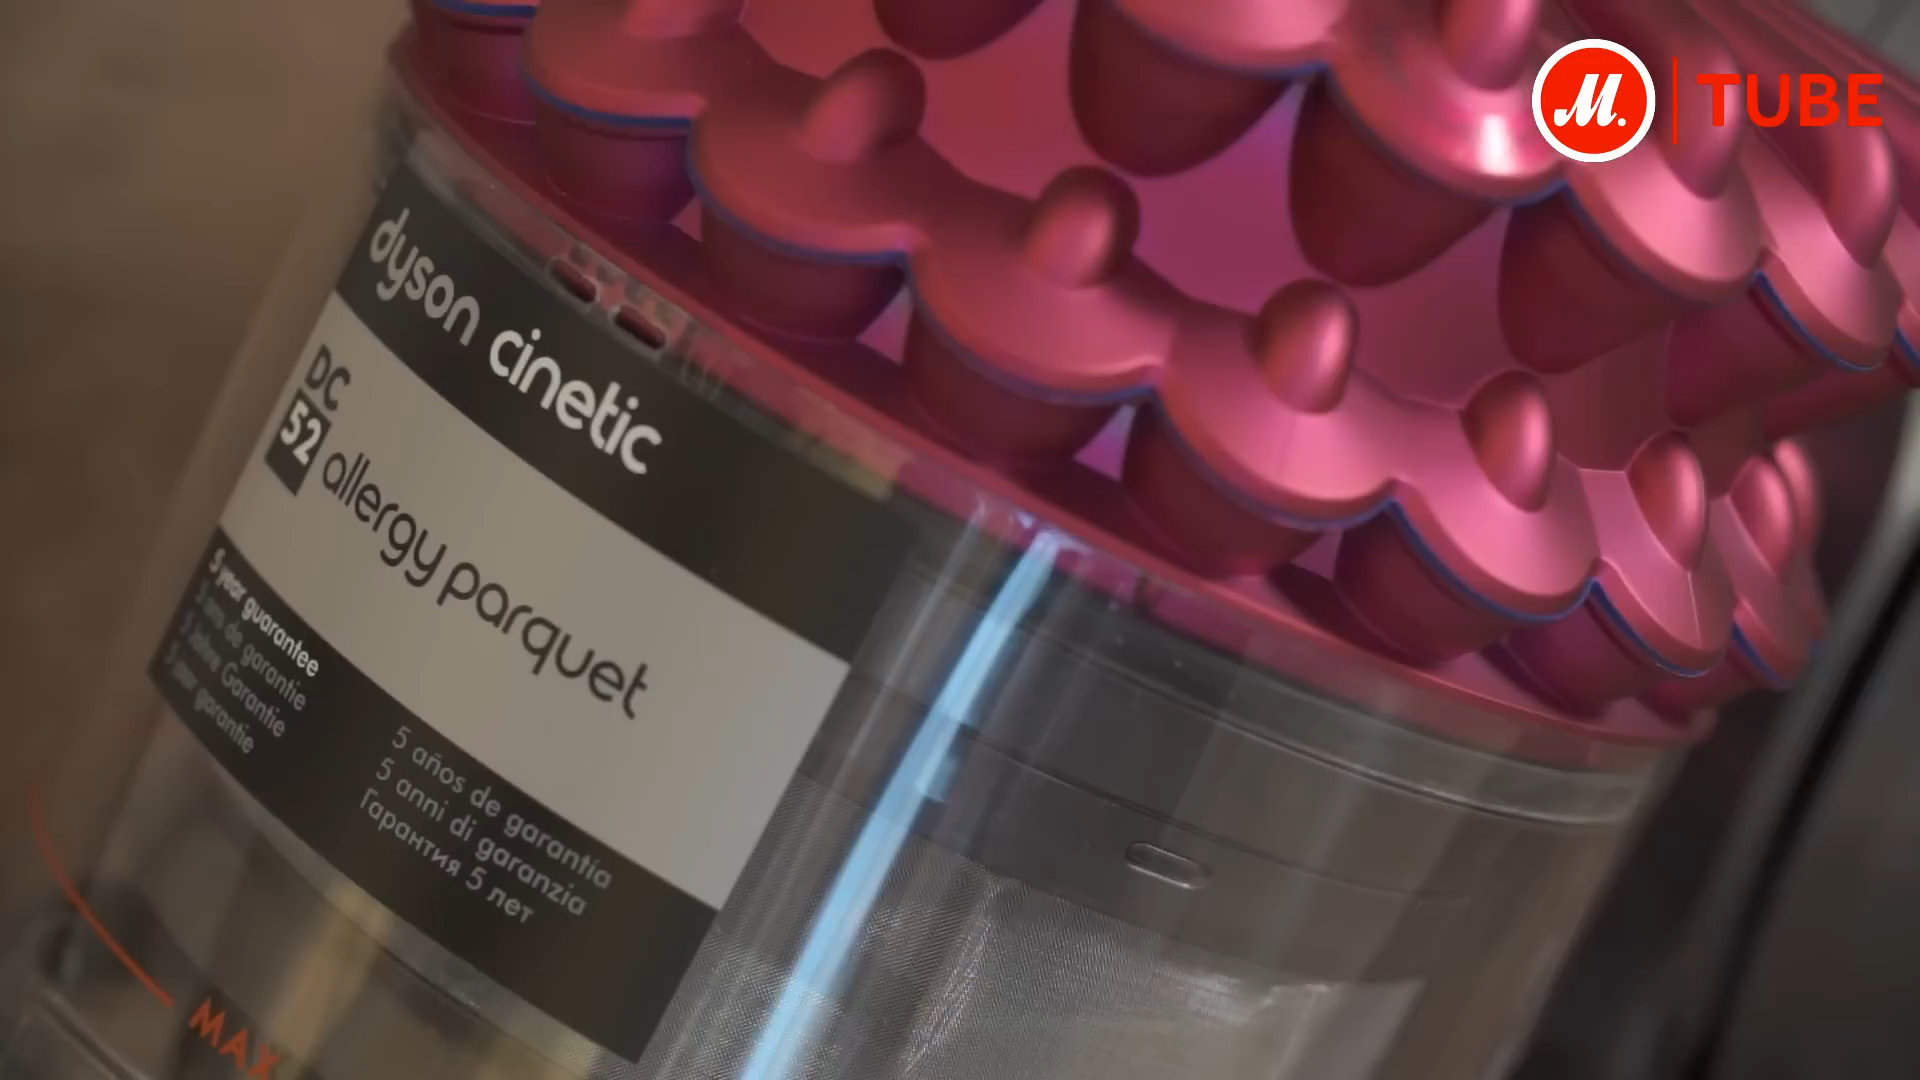 M. TUBE
dyson cinetic
DC
52 allergy parquet
5 year guarantee
5 ans de garantie
5 Jahre Garantie
5 jaar garantie
5 años de garantía
5 anni di garanzia
Гарантия 5 лет
MAX